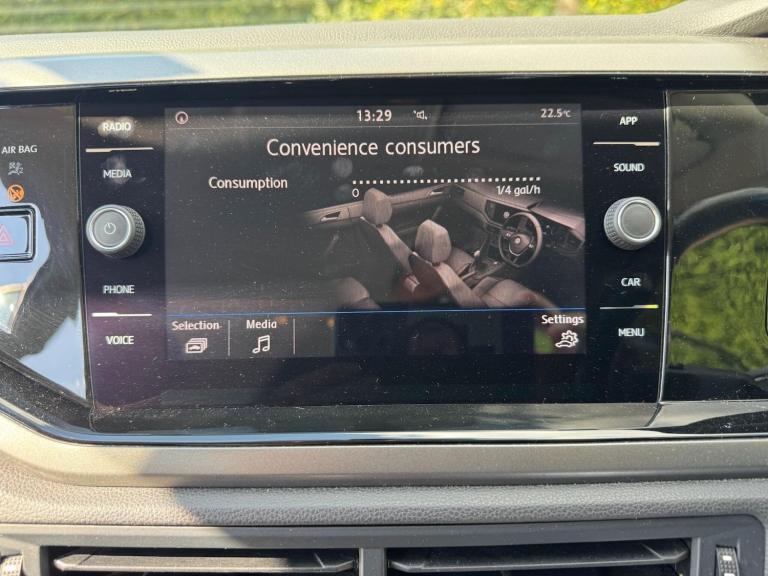 AIR BAG
2
RADIO
MEDIA
PHONE
VOICE
13:29
22.5°C
Convenience consumers
Consumption
0
1/4 gal/h
Selection
Media
Settings
APP
SOUND
CAR
MENU